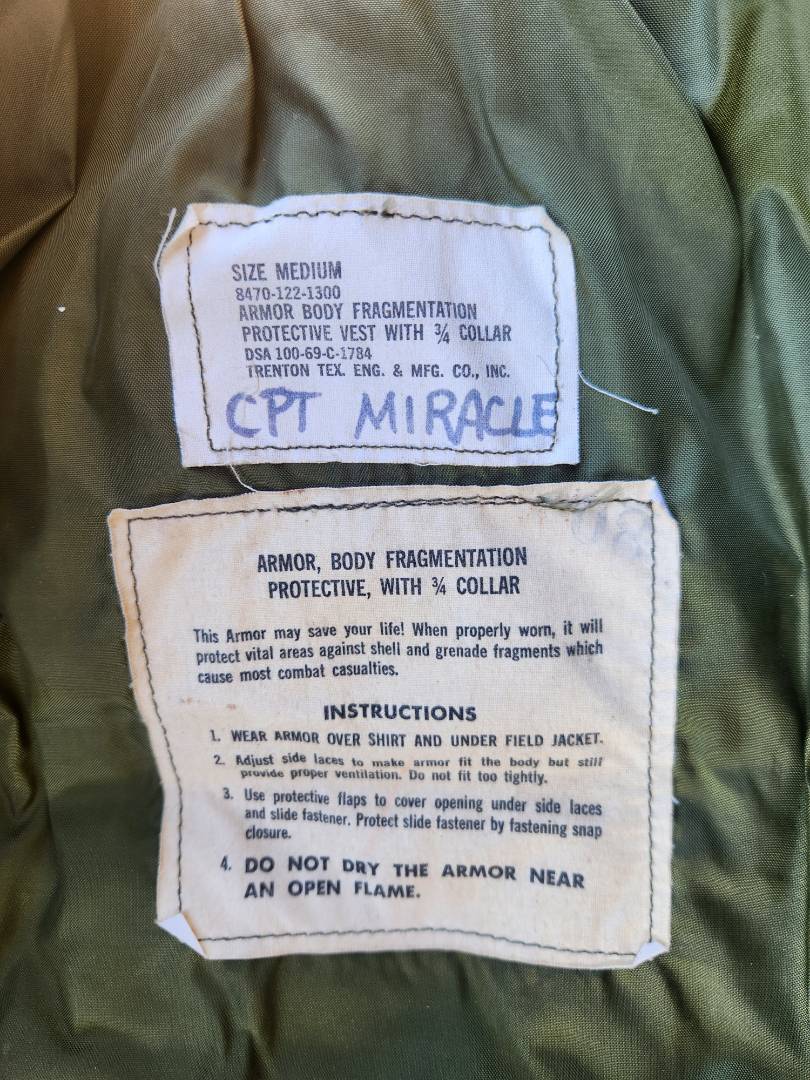 SIZE MEDIUM
8470-122-1300
ARMOR BODY FRAGMENTATION
PROTECTIVE VEST WITH ¾ COLLAR
DSA 100-69-C-1784
TRENTON TEX. ENG. & MFG. CO., INC.
CPT MIRACLE
ARMOR, BODY FRAGMENTATION
PROTECTIVE, WITH ¾ COLLAR
This Armor may save your life! When properly worn, it will
protect vital areas against shell and grenade fragments which
cause most combat casualties.
INSTRUCTIONS
1. WEAR ARMOR OVER SHIRT AND UNDER FIELD JACKET.
2. Adjust side laces to make armor fit the body but still
provide proper ventilation. Do not fit too tightly.
3. Use protective flaps to cover opening under side laces
and slide fastener. Protect slide fastener by fastening snap
closure.
4. DO NOT DRY THE ARMOR NEAR
AN OPEN FLAME.